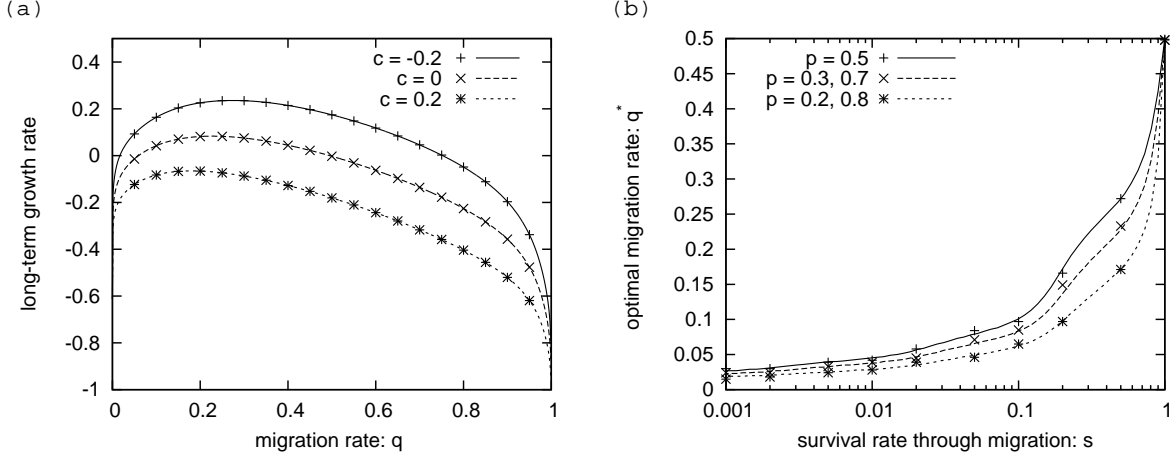 (a)
0.4
0.2
0
-0.2
-0.4
-0.6
-0.8
-1
0
0.2
0.4
0.6
0.8
1
long-term growth rate
migration rate: q
c = -0.2
c = 0
c = 0.2
(b)
0.5
0.45
0.4
0.35
0.3
0.25
0.2
0.15
0.1
0.05
0
0.001
0.01
0.1
1
optimal migration rate: q*
survival rate through migration: s
p = 0.5
p = 0.3, 0.7
p = 0.2, 0.8